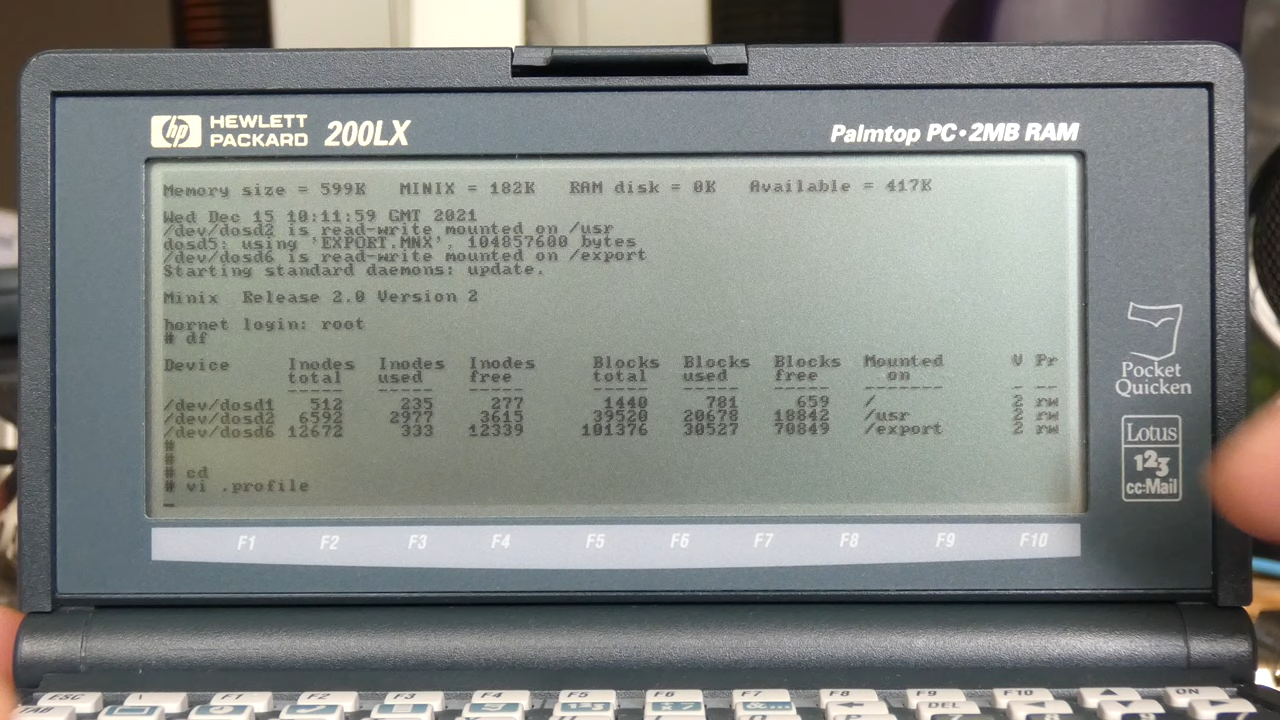 hp HEWLETT PACKARD 200LX
Palmtop PC•2MB RAM
Memory size = 599K   MINIX = 182K   RAM disk = 0K   Available = 417K
Wed Dec 15 10:11:59 GMT 2021
/dev/dosd2 is read-write mounted on /usr
dosd5: using 'EXPORT.MNX', 104857600 bytes
/dev/dosd6 is read-write mounted on /export
Starting standard daemons: update.
Minix  Release 2.0 Version 2
hornet login: root
# df
Device     Inodes  Inodes  Inodes     Blocks  Blocks  Blocks  Mounted      V Pr
           total   used    free       total   used    free      on
           -----   -----   -----      -----   -----   -----   -------      - --
/dev/dosd1   512     235     277       1440     781     659   /            2 rw
/dev/dosd2  6592    2977    3615      39520   20678   18842   /usr         2 rw
/dev/dosd6 12672     333   12339     101376   30527   70849   /export      2 rw
#
#
# cd
# vi .profile
Pocket
Quicken
Lotus
123
cc:Mail
F1 F2 F3 F4 F5 F6 F7 F8 F9 F10
ESC \ F1 F2 F3 F4 F5 F6 F7 F8 F9 F10 ON
TAB &... DEL